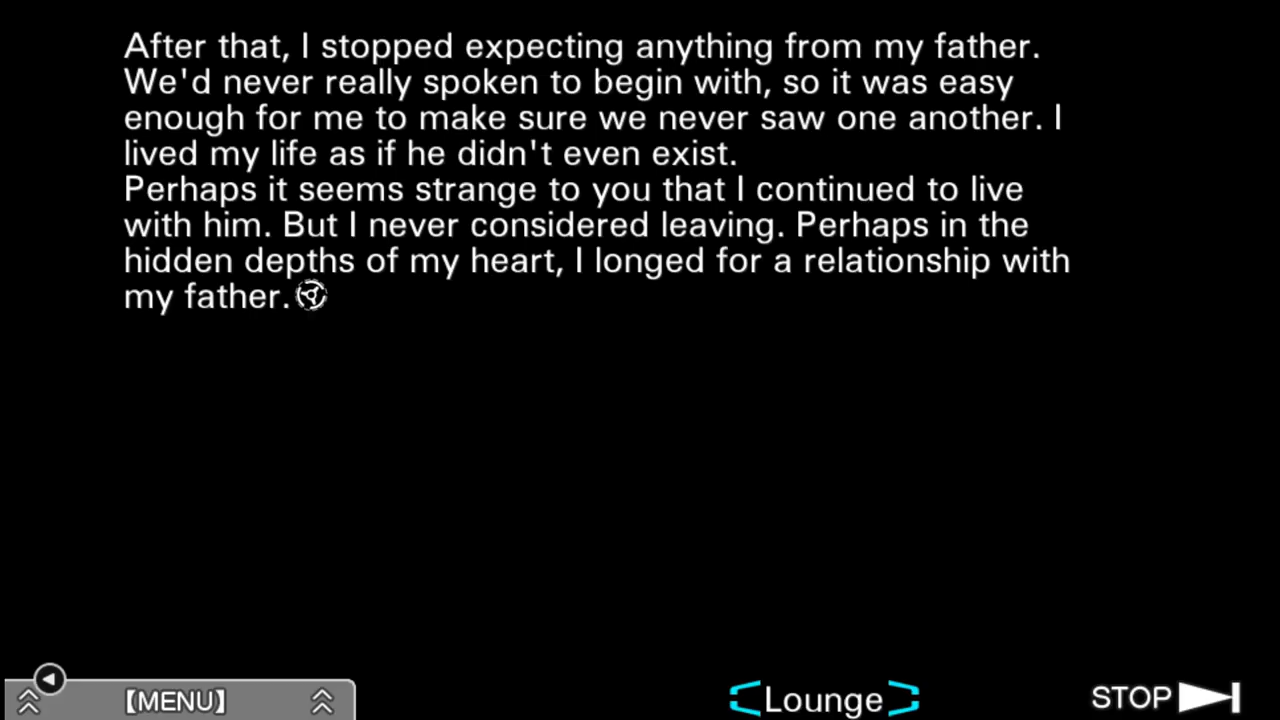 After that, I stopped expecting anything from my father.
We'd never really spoken to begin with, so it was easy
enough for me to make sure we never saw one another. I
lived my life as if he didn't even exist.
Perhaps it seems strange to you that I continued to live
with him. But I never considered leaving. Perhaps in the
hidden depths of my heart, I longed for a relationship with
my father.
【MENU】
Lounge
STOP